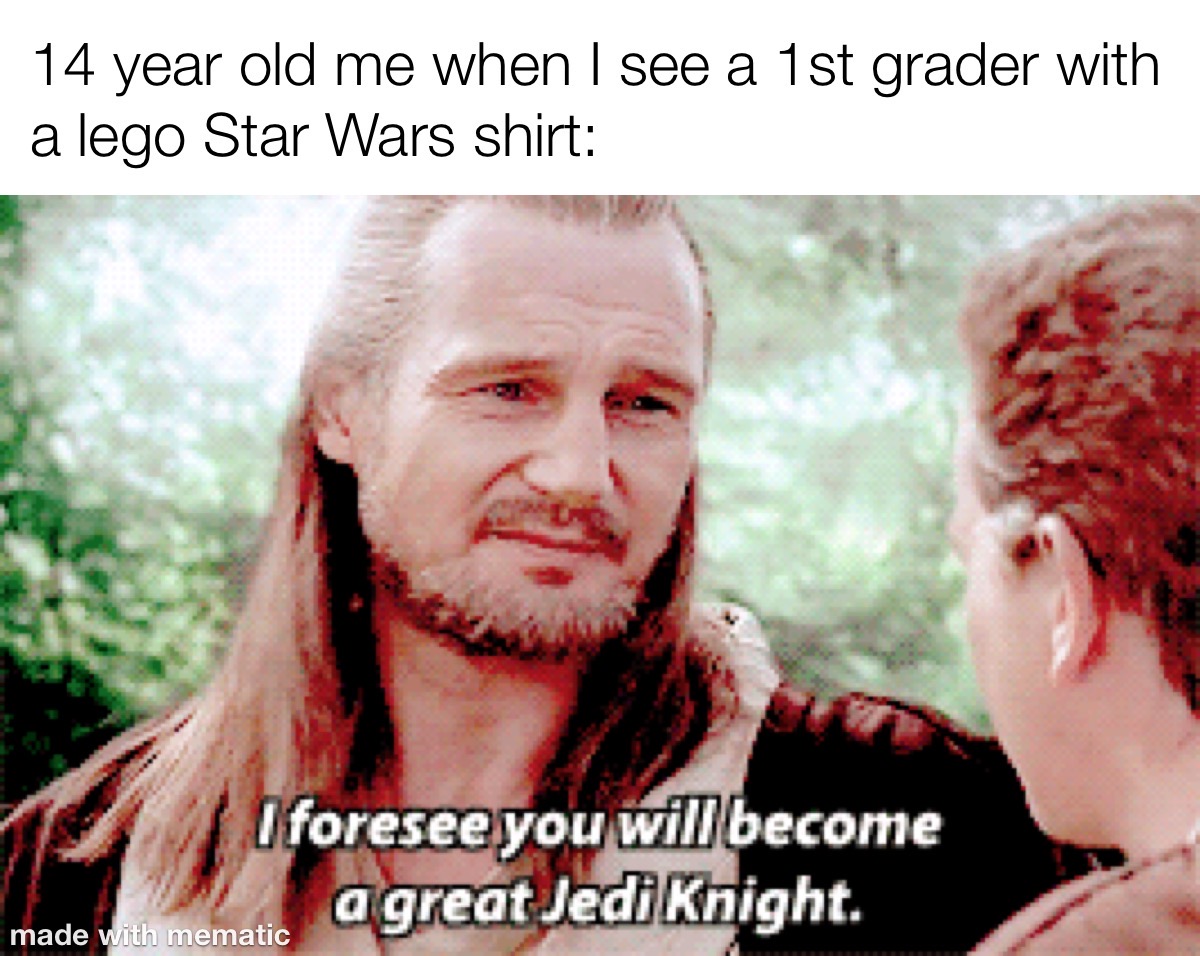 14 year old me when I see a 1st grader with
a lego Star Wars shirt:
I foresee you will become
a great Jedi Knight.
made with mematic